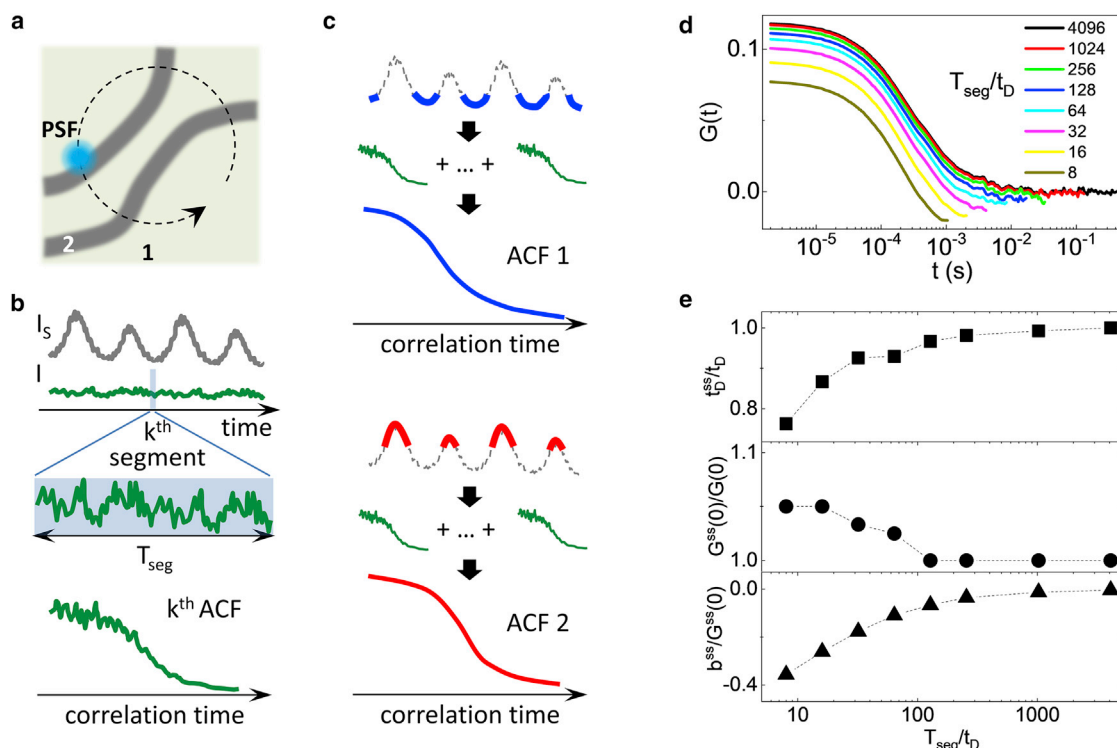 a
PSF
2
1
b
I_S
I
time
k^th
segment
T_seg
k^th ACF
correlation time
c
+ ... +
ACF 1
correlation time
+ ... +
ACF 2
correlation time
d
G(t)
0.1
0.0
T_seg/t_D
4096
1024
256
128
64
32
16
8
10^-5 10^-4 10^-3 10^-2 10^-1
t (s)
e
t_D^ss/t_D
1.0
0.8
G^ss(0)/G(0)
1.1
1.0
b^ss/G^ss(0)
0.0
-0.4
10 100 1000
T_seg/t_D